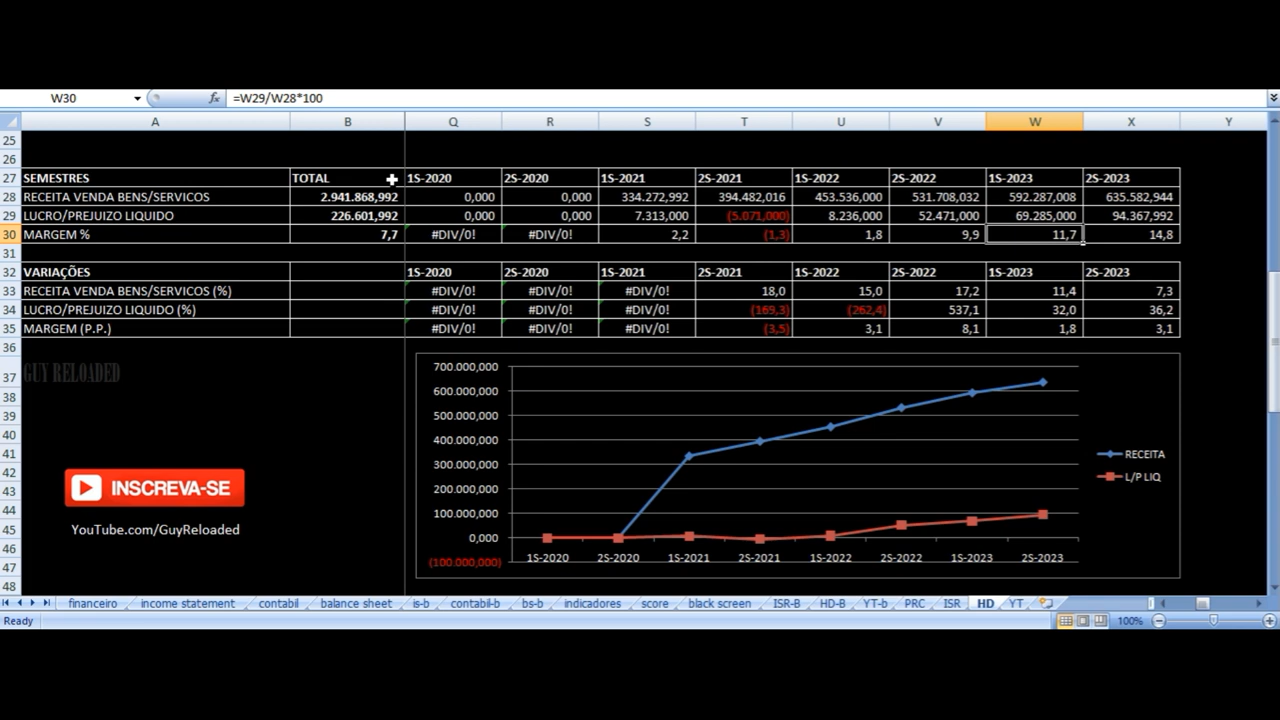 W30 fx =W29/W28*100
A B Q R S T U V W X Y
25
26
27 SEMESTRES TOTAL 1S-2020 2S-2020 1S-2021 2S-2021 1S-2022 2S-2022 1S-2023 2S-2023
28 RECEITA VENDA BENS/SERVICOS 2.941.868,992 0,000 0,000 334.272,992 394.482,016 453.536,000 531.708,032 592.287,008 635.582,944
29 LUCRO/PREJUIZO LIQUIDO 226.601,992 0,000 0,000 7.313,000 (5.071,000) 8.236,000 52.471,000 69.285,000 94.367,992
30 MARGEM % 7,7 #DIV/0! #DIV/0! 2,2 (1,3) 1,8 9,9 11,7 14,8
31
32 VARIAÇÕES 1S-2020 2S-2020 1S-2021 2S-2021 1S-2022 2S-2022 1S-2023 2S-2023
33 RECEITA VENDA BENS/SERVICOS (%) #DIV/0! #DIV/0! #DIV/0! 18,0 15,0 17,2 11,4 7,3
34 LUCRO/PREJUIZO LIQUIDO (%) #DIV/0! #DIV/0! #DIV/0! (169,3) (262,4) 537,1 32,0 36,2
35 MARGEM (P.P.) #DIV/0! #DIV/0! #DIV/0! (3,5) 3,1 8,1 1,8 3,1
36
37 GUY RELOADED
38
39
40
41
42
43
44
45
46
47
48
INSCREVA-SE
YouTube.com/GuyReloaded
700.000,000
600.000,000
500.000,000
400.000,000
300.000,000
200.000,000
100.000,000
0,000
(100.000,000)
1S-2020 2S-2020 1S-2021 2S-2021 1S-2022 2S-2022 1S-2023 2S-2023
RECEITA
L/P LIQ
financeiro income statement contabil balance sheet is-b contabil-b bs-b indicadores score black screen ISR-B HD-B YT-b PRC ISR HD YT
Ready 100%